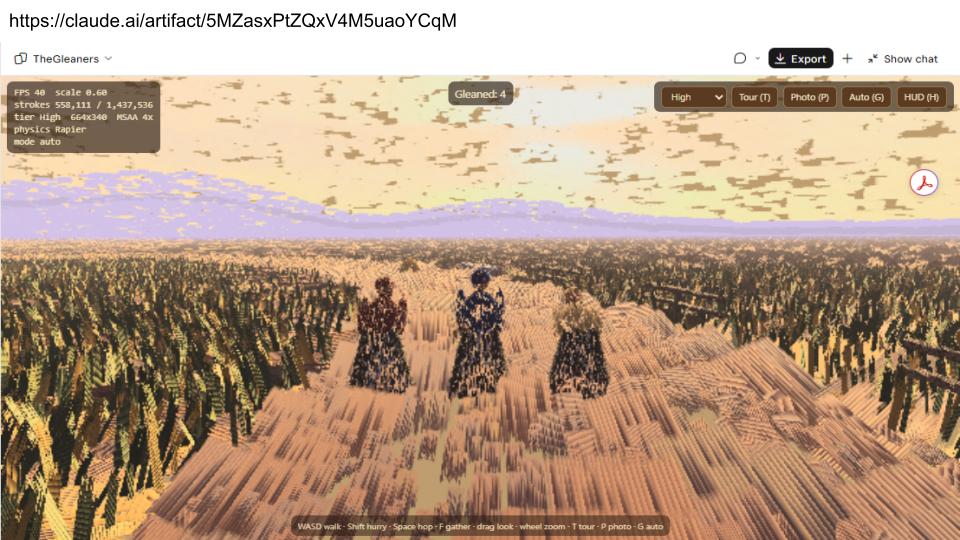 https://claude.ai/artifact/5MZasxPtZQxV4M5uaoYCqM
TheGleaners
Export
Show chat
FPS 40 scale 0.60
strokes 558,111 / 1,437,536
tier High 664x340 MSAA 4x
physics Rapier
mode auto
Gleaned: 4
High
Tour (T)
Photo (P)
Auto (G)
HUD (H)
WASD walk · Shift hurry · Space hop · F gather · drag look · wheel zoom · T tour · P photo · G auto